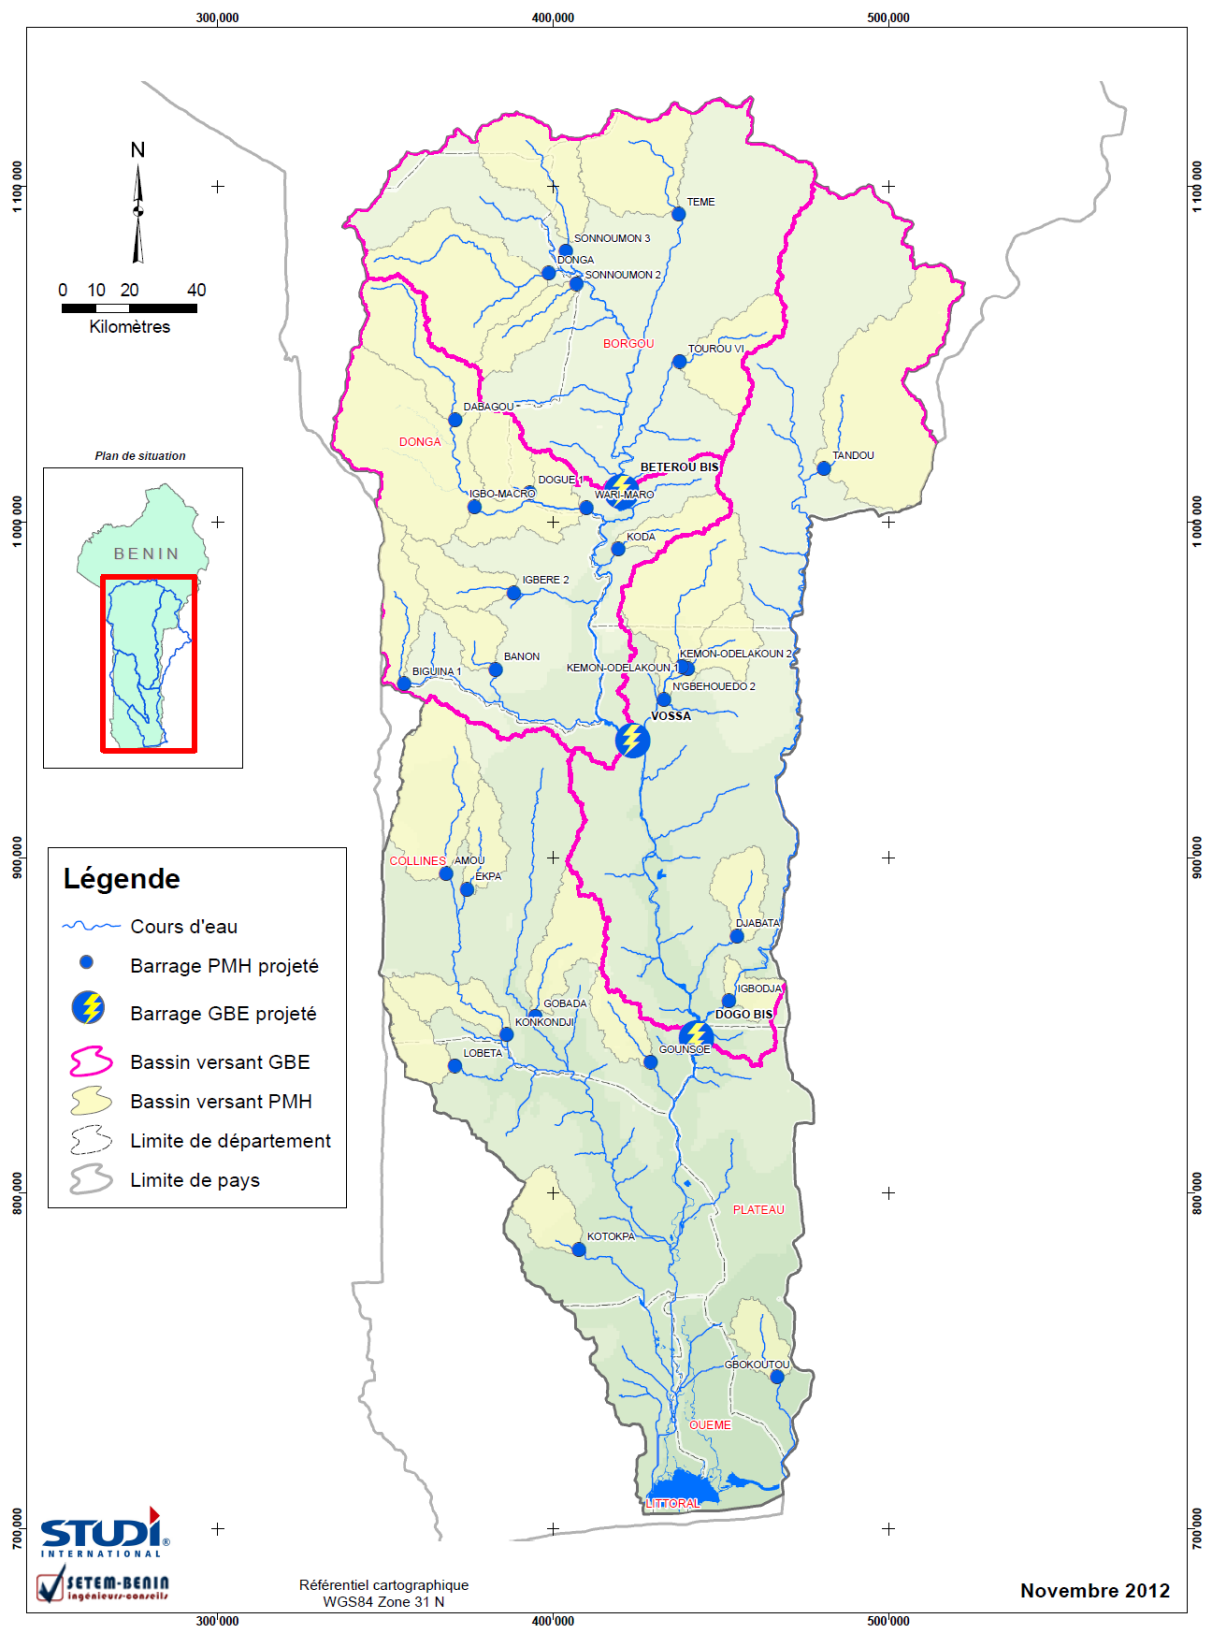 300'000
400'000
500'000
1 100'000
1 100'000
N
0 10 20 40
Kilomètres
TEME
SONNOUMON 3
DONGA
SONNOUMON 2
BORGOU
TOUROU VI
DABAGOU
DONGA
TANDOU
BETEROU BIS
DOGUE 1
IGBO-MACRO
WARI-MARO
1 000'000
1 000'000
KODA
IGBERE 2
Plan de situation
BENIN
BANON
BIGUINA 1
KEMON-ODELAKOUN 2
KEMON-ODELAKOUN 1
N'GBEHOUEDO 2
VOSSA
900'000
900'000
COLLINES
AMOU
EKPA
DJABATA
IGBODJA
DOGO BIS
GOBADA
KONKONDJI
LOBETA
GOUNSOE
Légende
Cours d'eau
Barrage PMH projeté
Barrage GBE projeté
Bassin versant GBE
Bassin versant PMH
Limite de département
Limite de pays
800'000
800'000
PLATEAU
KOTOKPA
GBOKOUTOU
OUEME
LITTORAL
700'000
700'000
STUDI
INTERNATIONAL
SETEM-BENIN
ingénieurs-conseils
Référentiel cartographique
WGS84 Zone 31 N
Novembre 2012
300'000
400'000
500'000